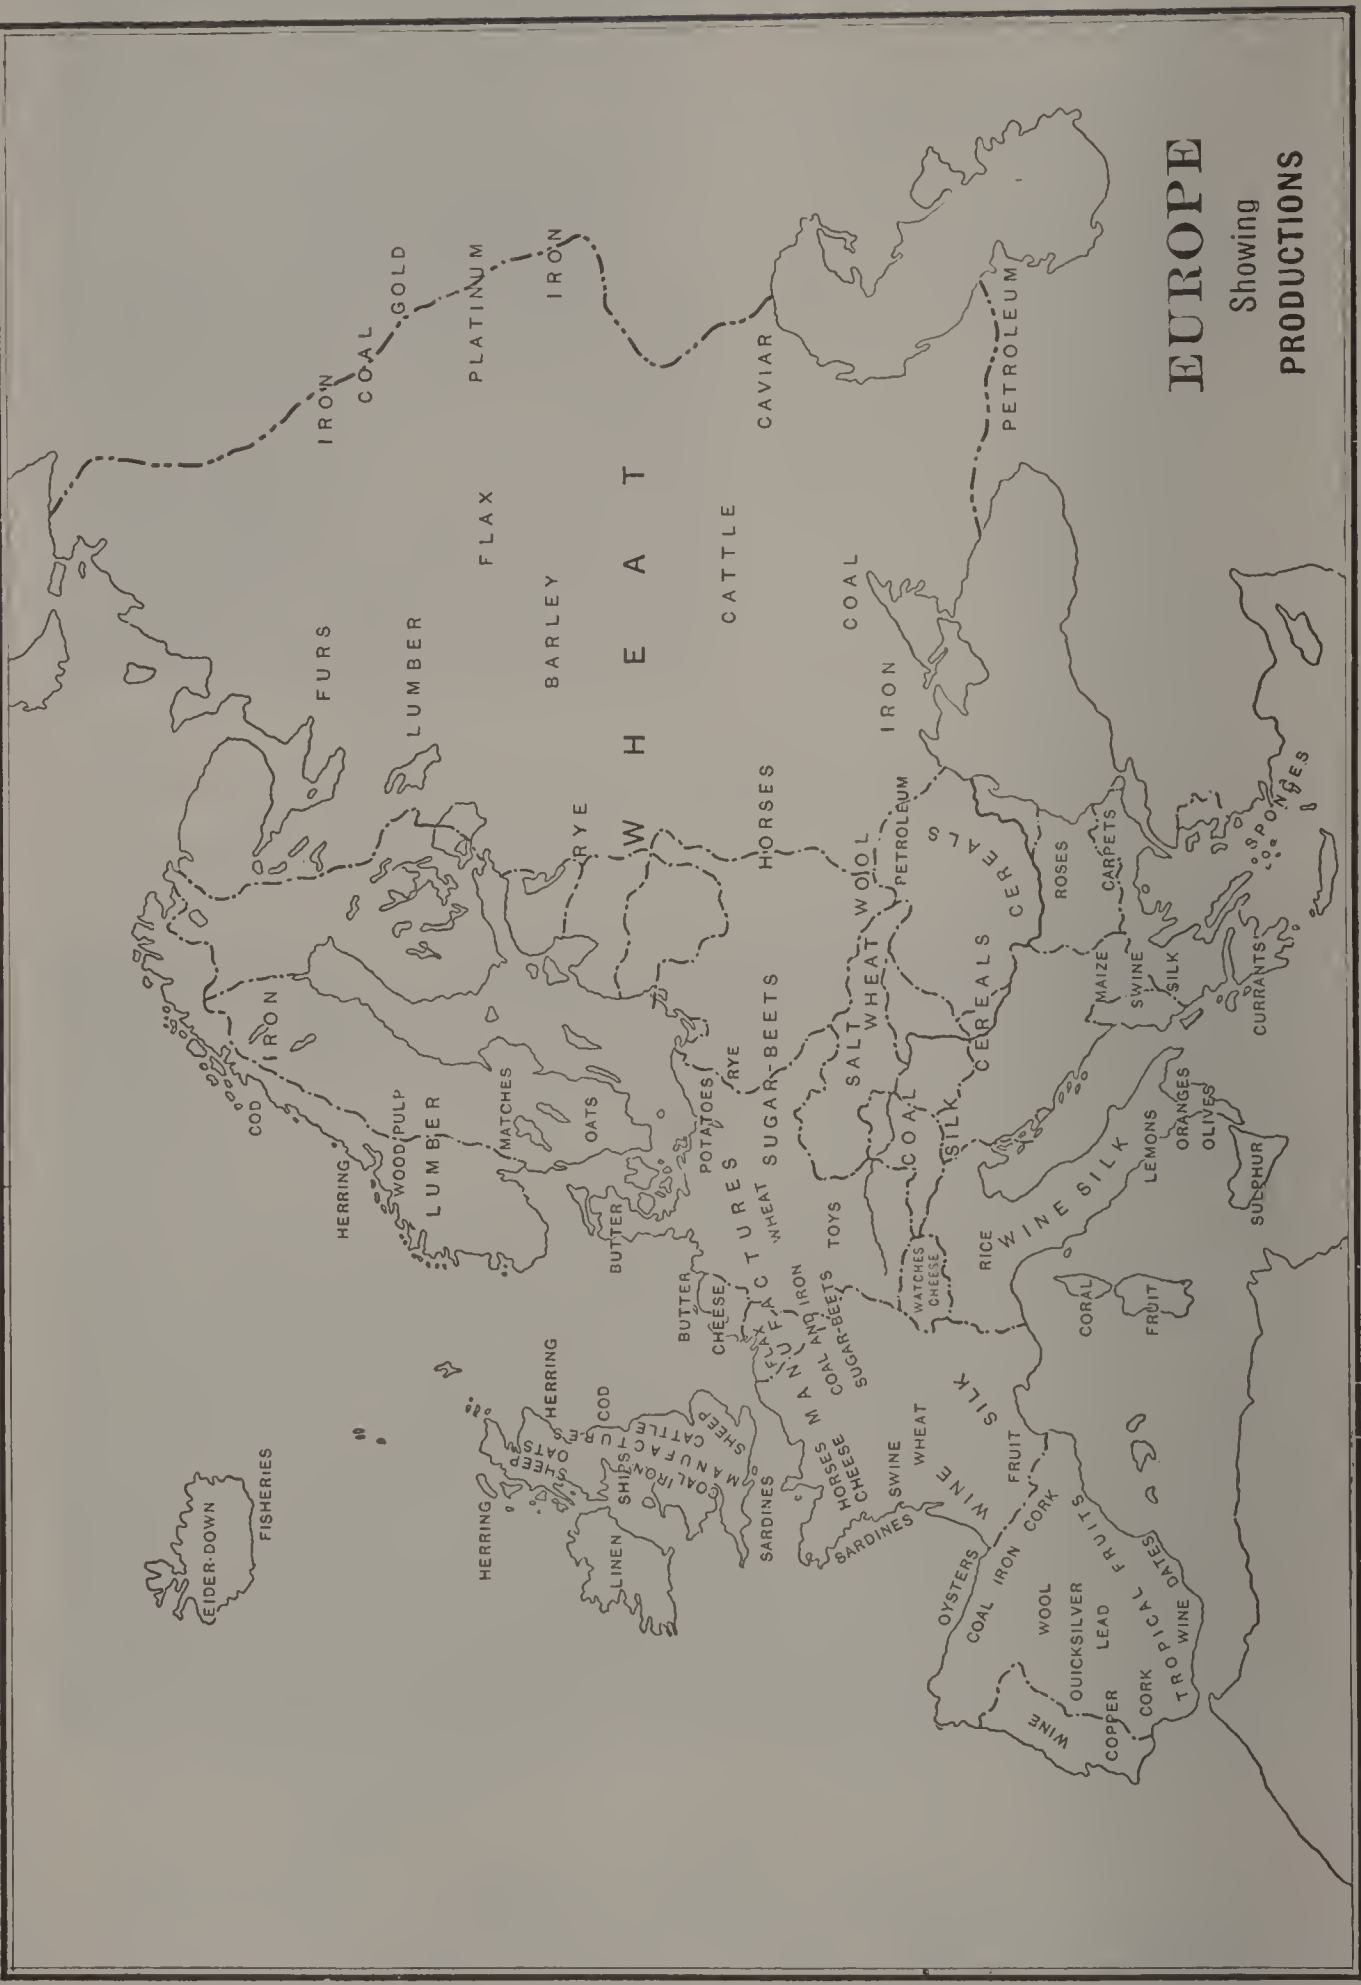 EUROPE
Showing
PRODUCTIONS
EIDER-DOWN
FISHERIES
COD
HERRING
WOOD PULP
LUMBER
IRON
MATCHES
OATS
FURS
LUMBER
IRON
COAL
GOLD
PLATINUM
IRON
FLAX
BARLEY
RYE
WHEAT
CATTLE
HORSES
CAVIAR
COAL
IRON
PETROLEUM
HERRING
HERRING
COD
SHEEP
OATS
SHIPS
MANUFACTURES
CATTLE
COAL IRON
SHEEP
LINEN
SARDINES
BUTTER
BUTTER
CHEESE
POTATOES
RYE
SUGAR-BEETS
WHEAT
MANUFACTURES
FLAX
COAL AND IRON
SUGAR-BEETS
TOYS
HORSES
CHEESE
SARDINES
SWINE
WHEAT
WINE
SILK
FRUIT
WATCHES
CHEESE
SALT
WHEAT
WOOL
COAL
SILK
CEREALS
PETROLEUM
CEREALS
ROSES
CARPETS
MAIZE
SWINE
SILK
CURRANTS
SPONGES
RICE
WINE SILK
LEMONS
ORANGES
OLIVES
SULPHUR
CORAL
FRUIT
OYSTERS
COAL IRON CORK
WOOL
QUICKSILVER
LEAD
COPPER
CORK
WINE
TROPICAL FRUITS
WINE DATES